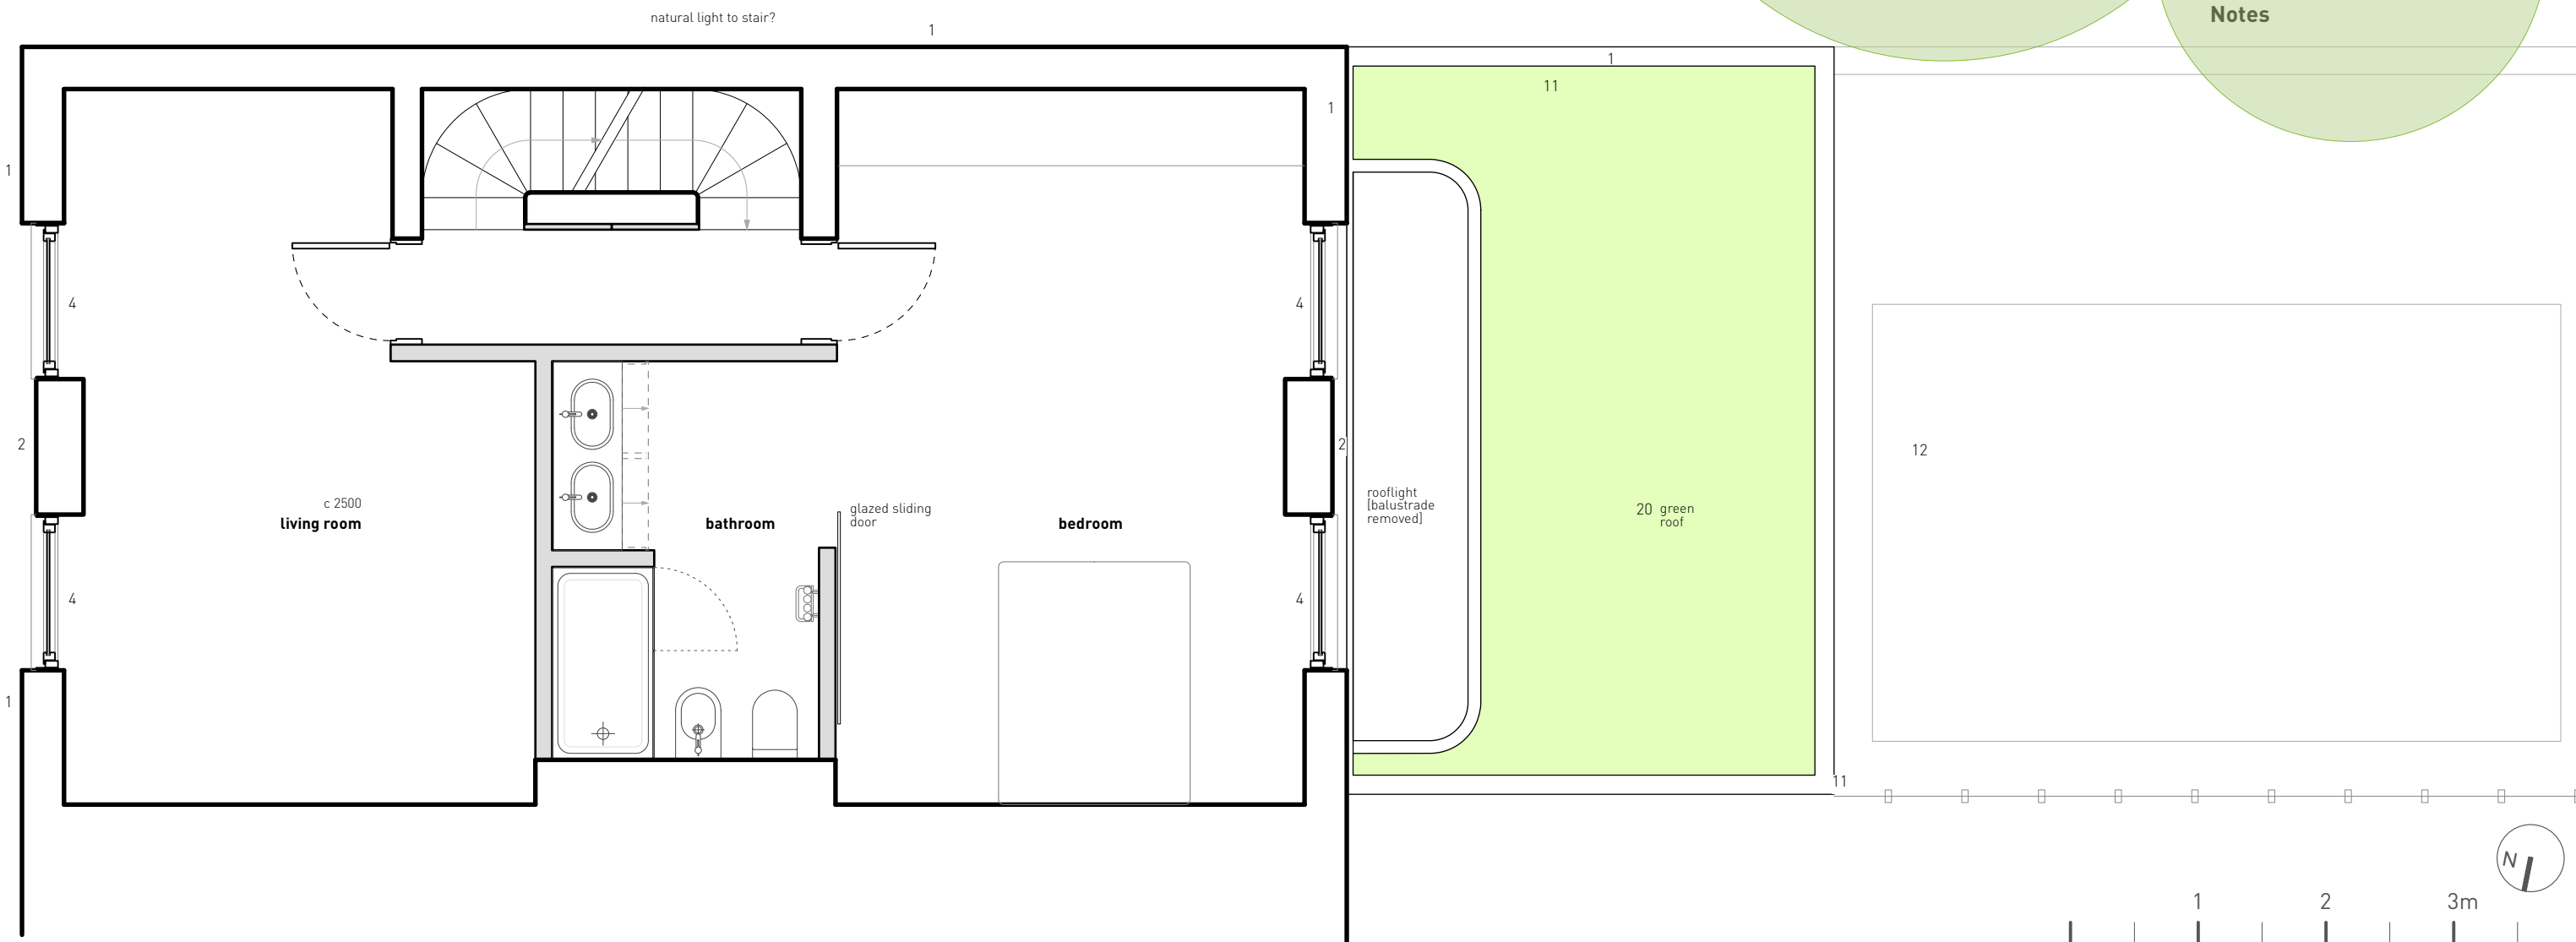 natural light to stair?
Notes
1
1
11
1
1
4
4
2
2
12
c 2500
living room
bathroom
glazed sliding
door
bedroom
rooflight
[balustrade
removed]
20 green
roof
4
4
1
11
N
1 2 3m